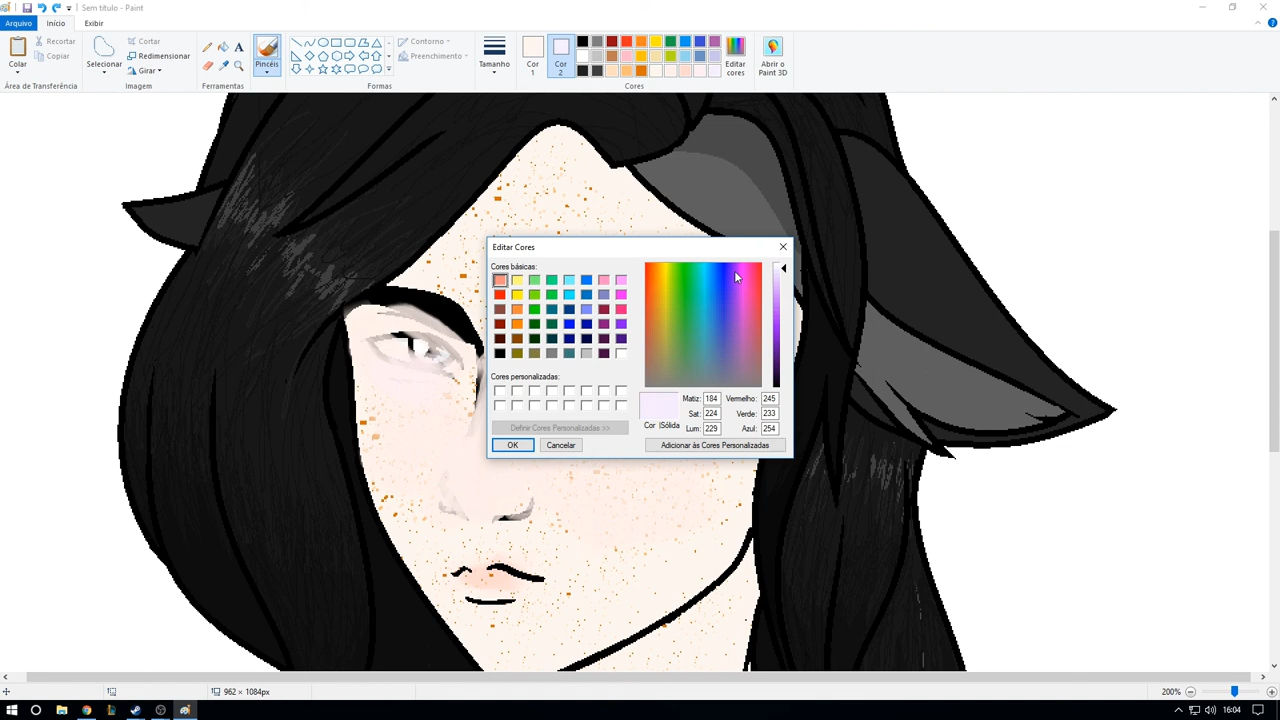 Sem título - Paint
Arquivo
Início
Exibir
Colar
Recortar
Copiar
Área de Transferência
Selecionar
Cortar
Redimensionar
Girar
Imagem
A
Ferramentas
Pincéis
Contorno
Preenchimento
Formas
Tamanho
Cor
1
Cor
2
Cores
Editar
cores
Abrir o
Paint 3D
Editar Cores
Cores básicas:
Cores personalizadas:
Definir Cores Personalizadas >>
OK
Cancelar
Cor |Sólida
Matiz: 184
Vermelho: 245
Sat: 224
Verde: 233
Lum: 229
Azul: 254
Adicionar às Cores Personalizadas
962 × 1084px
200%
16:04